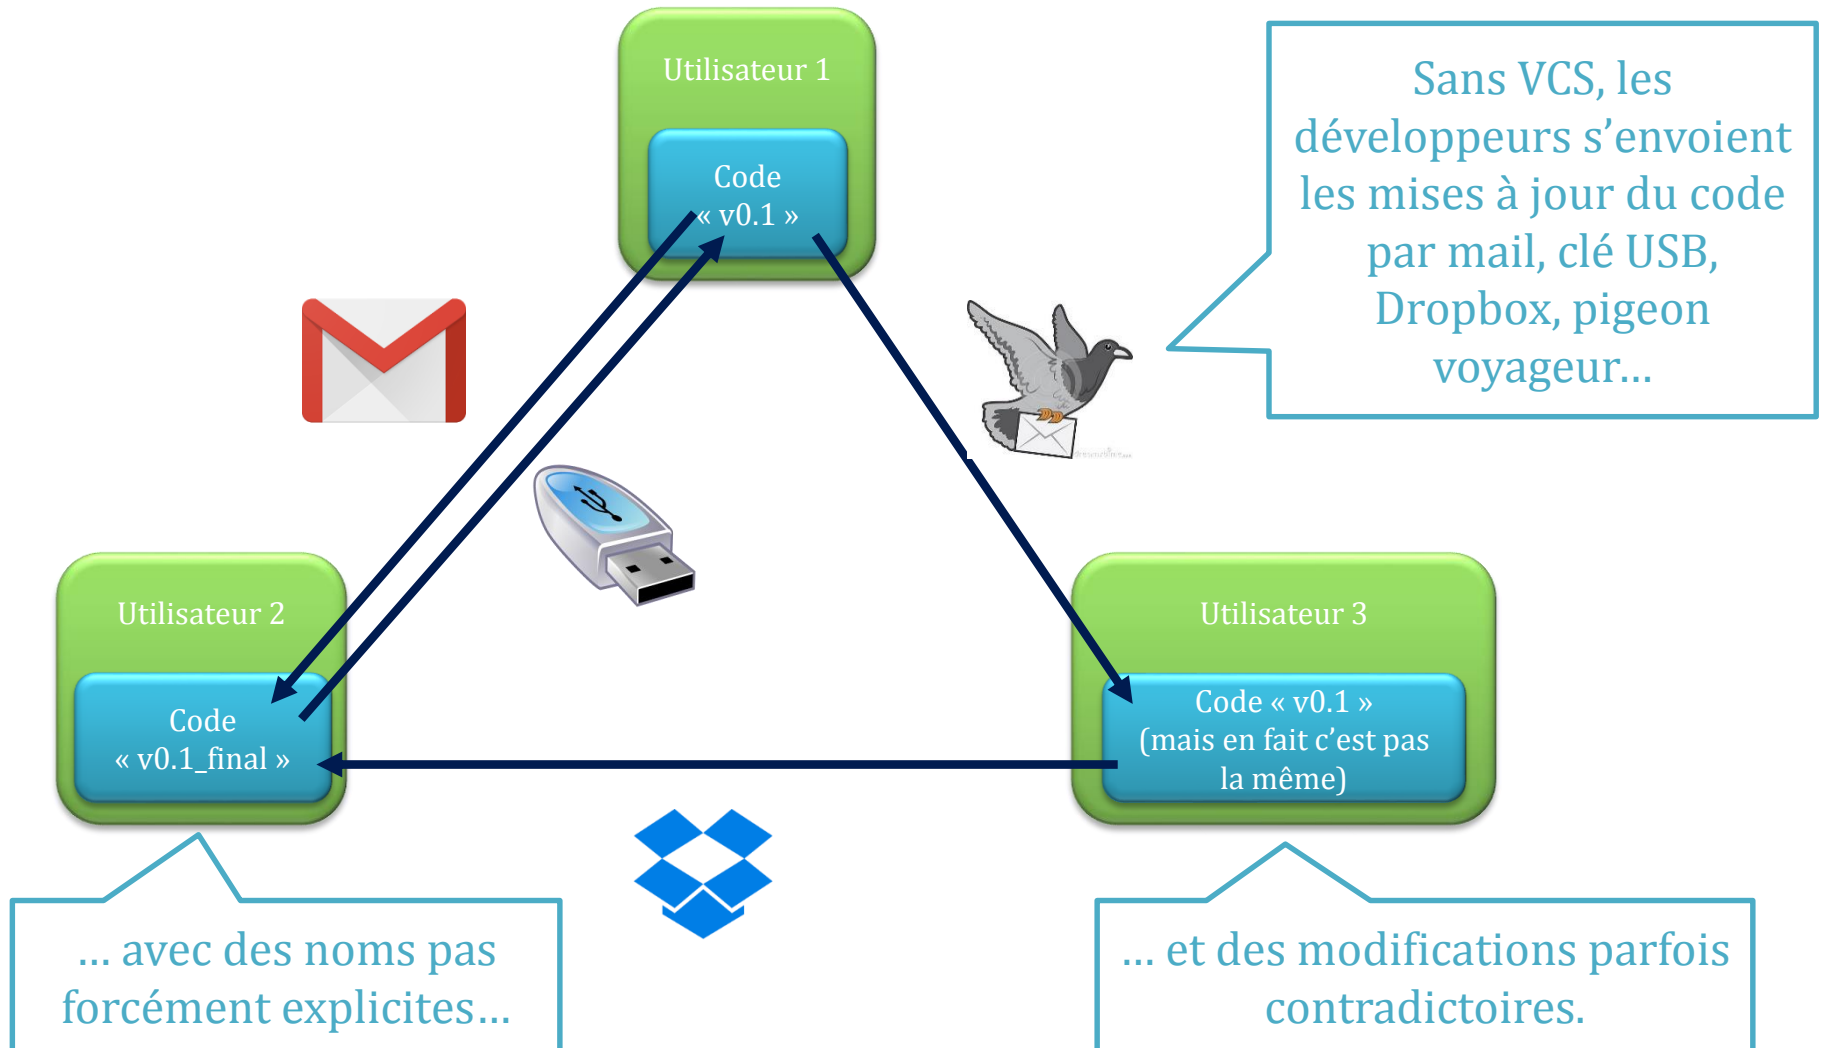 Utilisateur 1
Code
« v0.1 »
Sans VCS, les
développeurs s’envoient
les mises à jour du code
par mail, clé USB,
Dropbox, pigeon
voyageur…
Utilisateur 2
Code
« v0.1_final »
Utilisateur 3
Code « v0.1 »
(mais en fait c’est pas
la même)
… avec des noms pas
forcément explicites…
… et des modifications parfois
contradictoires.